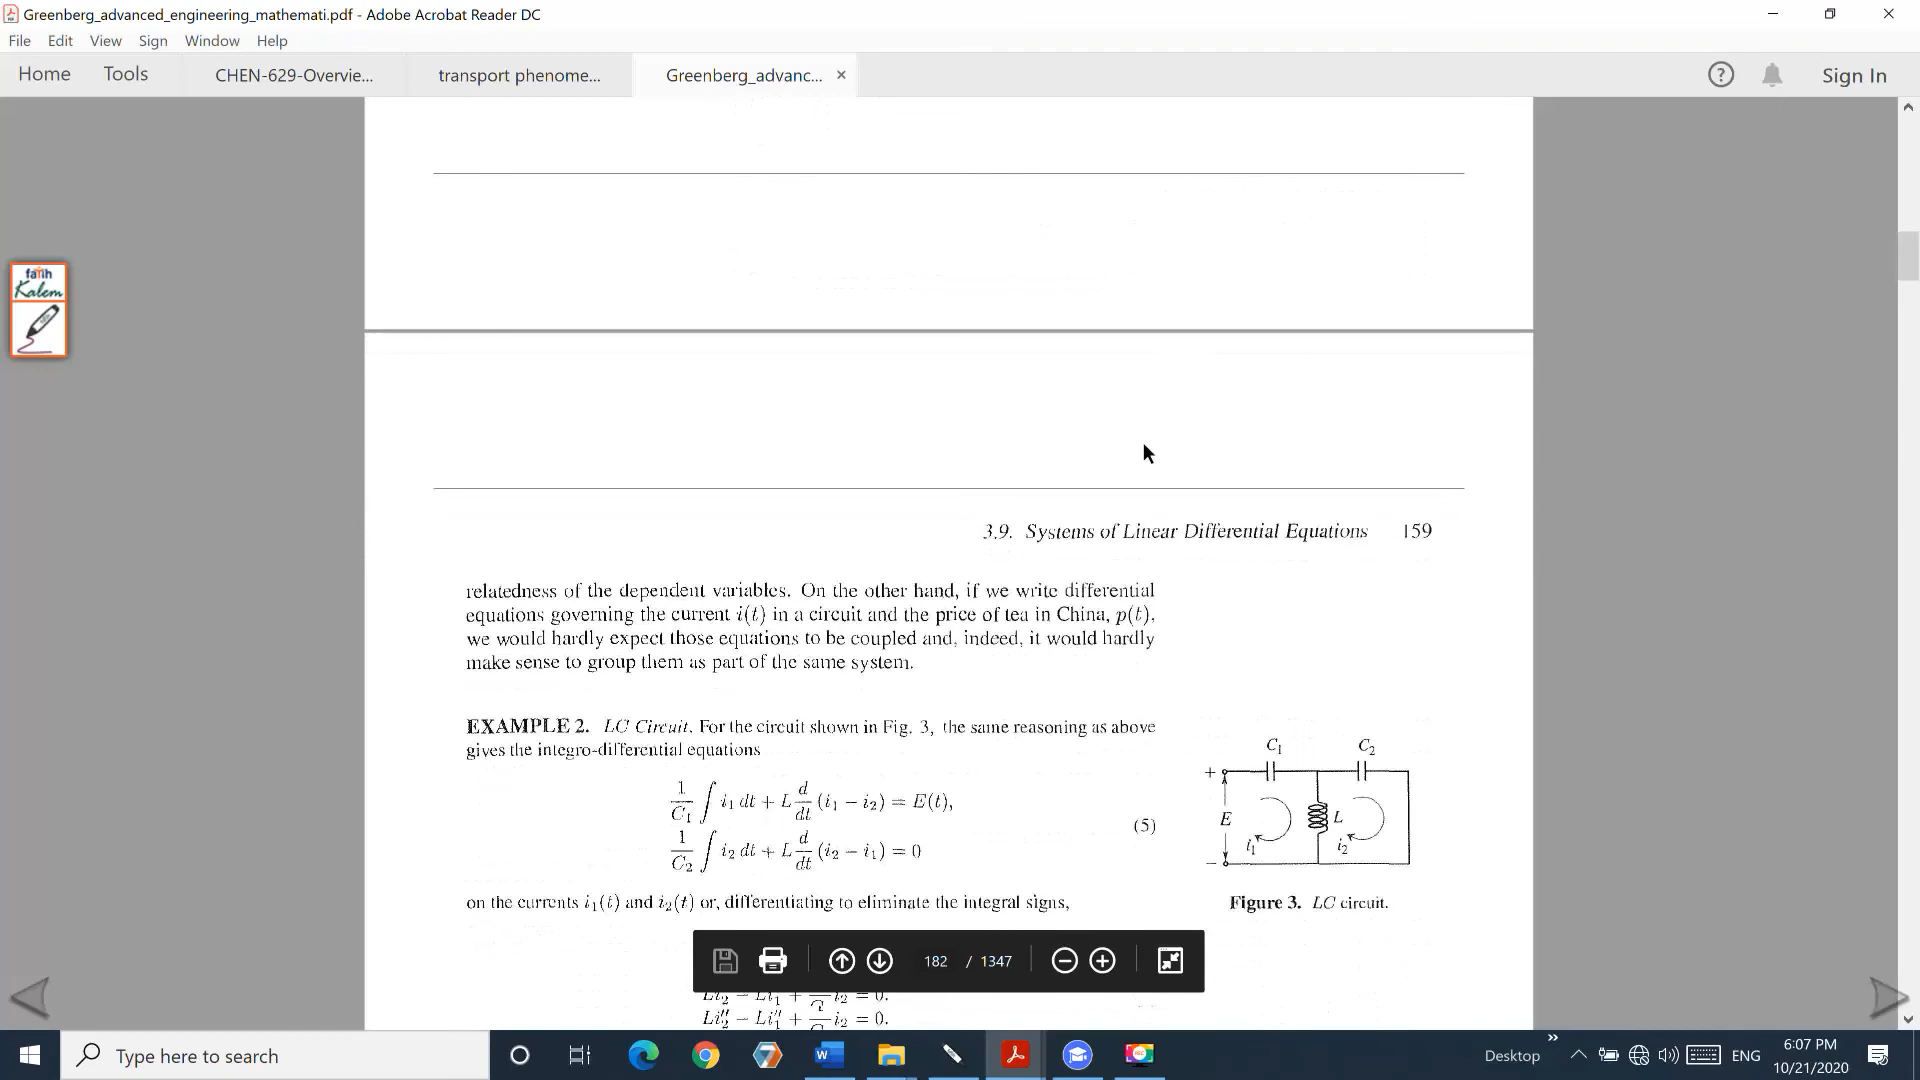 Greenberg_advanced_engineering_mathemati.pdf - Adobe Acrobat Reader DC
File Edit View Sign Window Help
Home Tools CHEN-629-Overvie... transport phenome... Greenberg_advanc... × Sign In
fatih
Kalem
3.9. Systems of Linear Differential Equations 159
relatedness of the dependent variables. On the other hand, if we write differential
equations governing the current i(t) in a circuit and the price of tea in China, p(t),
we would hardly expect those equations to be coupled and, indeed, it would hardly
make sense to group them as part of the same system.
EXAMPLE 2. LC Circuit. For the circuit shown in Fig. 3, the same reasoning as above
gives the integro-differential equations
1/C₁ ∫ i₁ dt + L d/dt (i₁ − i₂) = E(t),
1/C₂ ∫ i₂ dt + L d/dt (i₂ − i₁) = 0
(5)
C₁ C₂
+
E L
i₁ i₂
−
on the currents i₁(t) and i₂(t) or, differentiating to eliminate the integral signs,
Figure 3. LC circuit.
182 / 1347
Li₂″ − Li₁″ + i₂ = 0.
Type here to search
Desktop
ENG
6:07 PM
10/21/2020